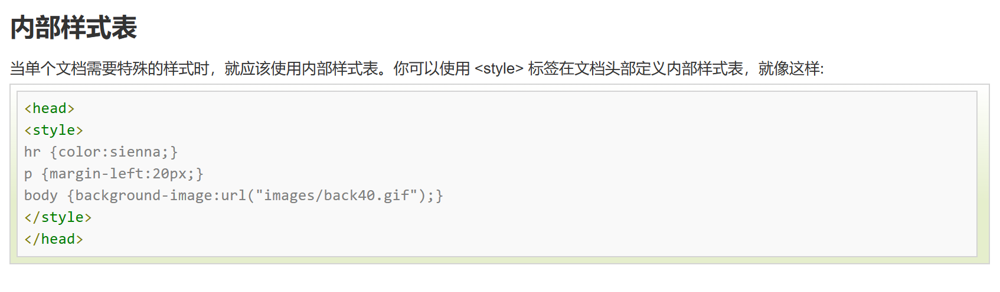 内部样式表
当单个文档需要特殊的样式时，就应该使用内部样式表。你可以使用 <style> 标签在文档头部定义内部样式表，就像这样:
<head>
<style>
hr {color:sienna;}
p {margin-left:20px;}
body {background-image:url("images/back40.gif");}
</style>
</head>